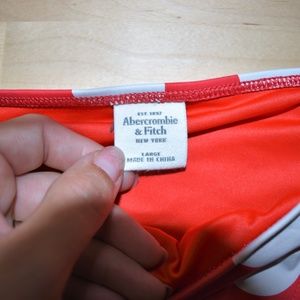 EST. 1892
Abercrombie
& Fitch
NEW YORK
LARGE
MADE IN CHINA